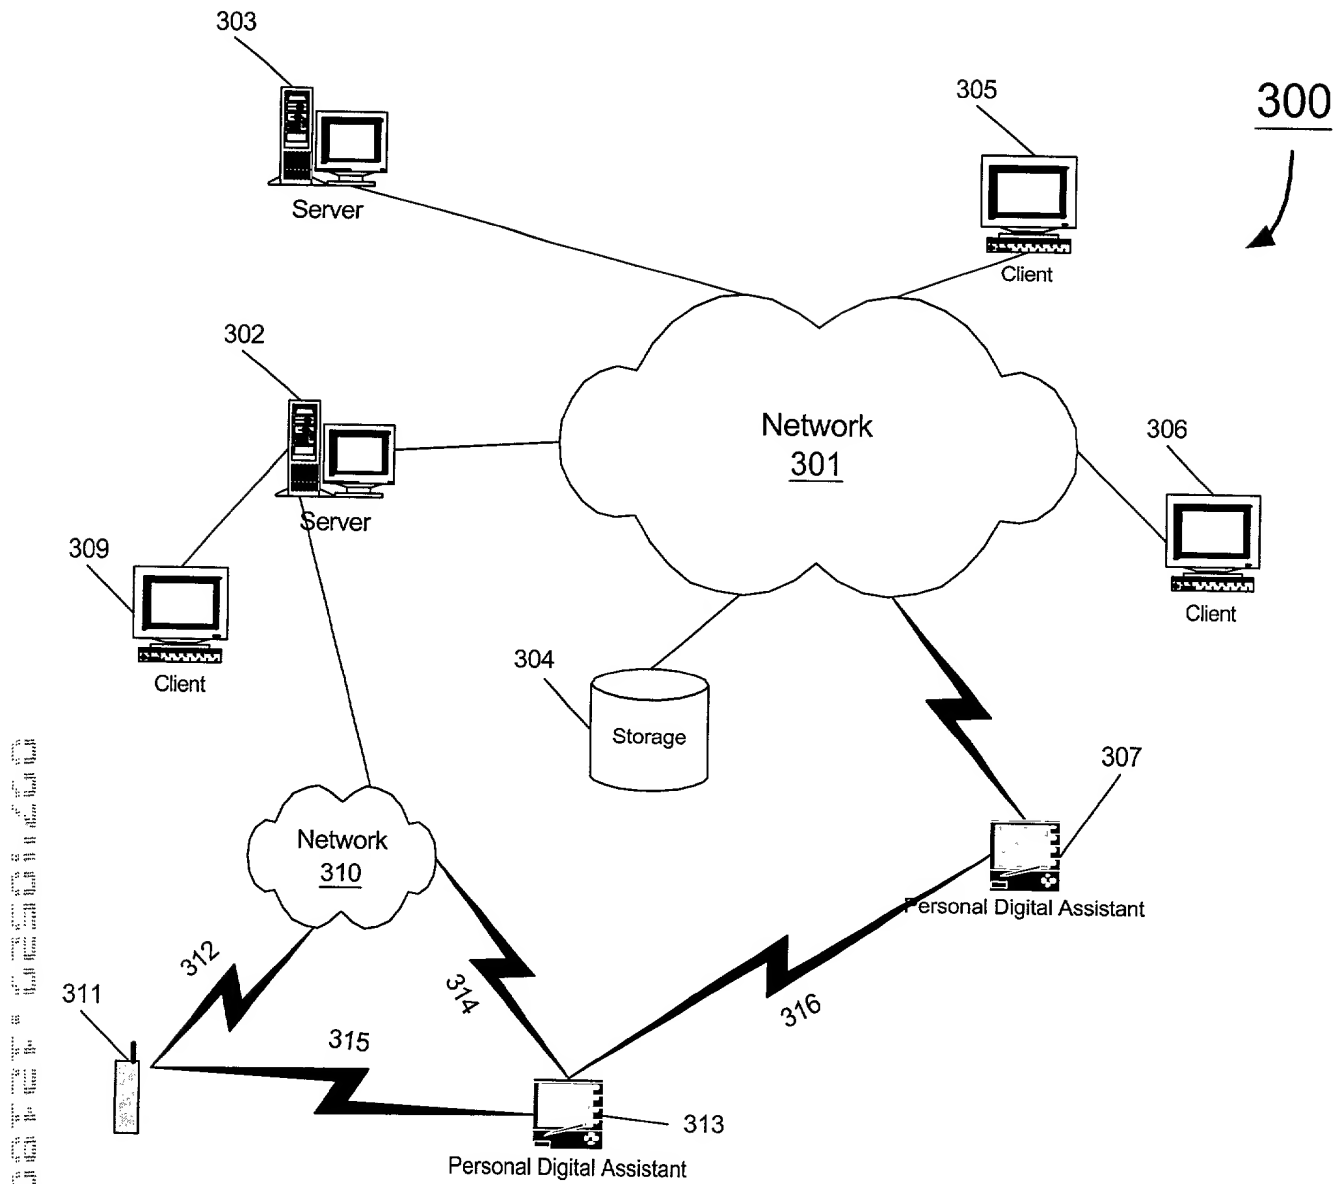 303
305
300
Server
Client
302
Network
301
306
Server
309
Client
304
Client
Storage
307
Network
310
Personal Digital Assistant
312
314
316
311
315
313
Personal Digital Assistant